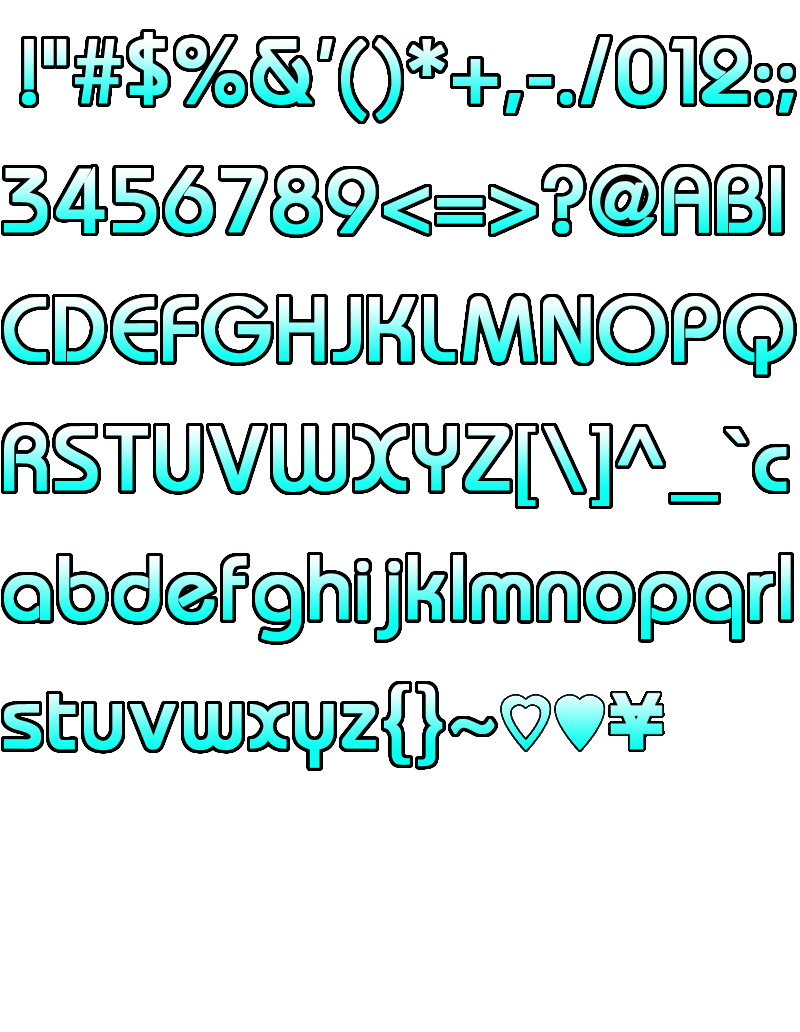 !"#$%&'()*+,-./012:;
3456789<=>?@ABI
CDEFGHJKLMNOPQ
RSTUVWXYZ[\]^_`c
abdefghijklmnopqrl
stuvwxyz{}~♡♥¥